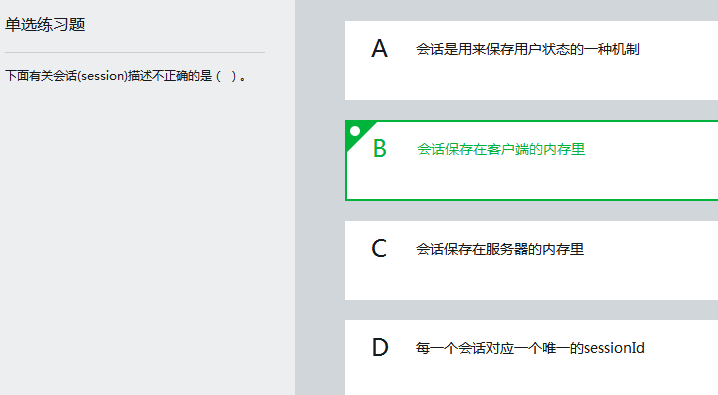 单选练习题
下面有关会话(session)描述不正确的是（ ）。
A 会话是用来保存用户状态的一种机制
B 会话保存在客户端的内存里
C 会话保存在服务器的内存里
D 每一个会话对应一个唯一的sessionId